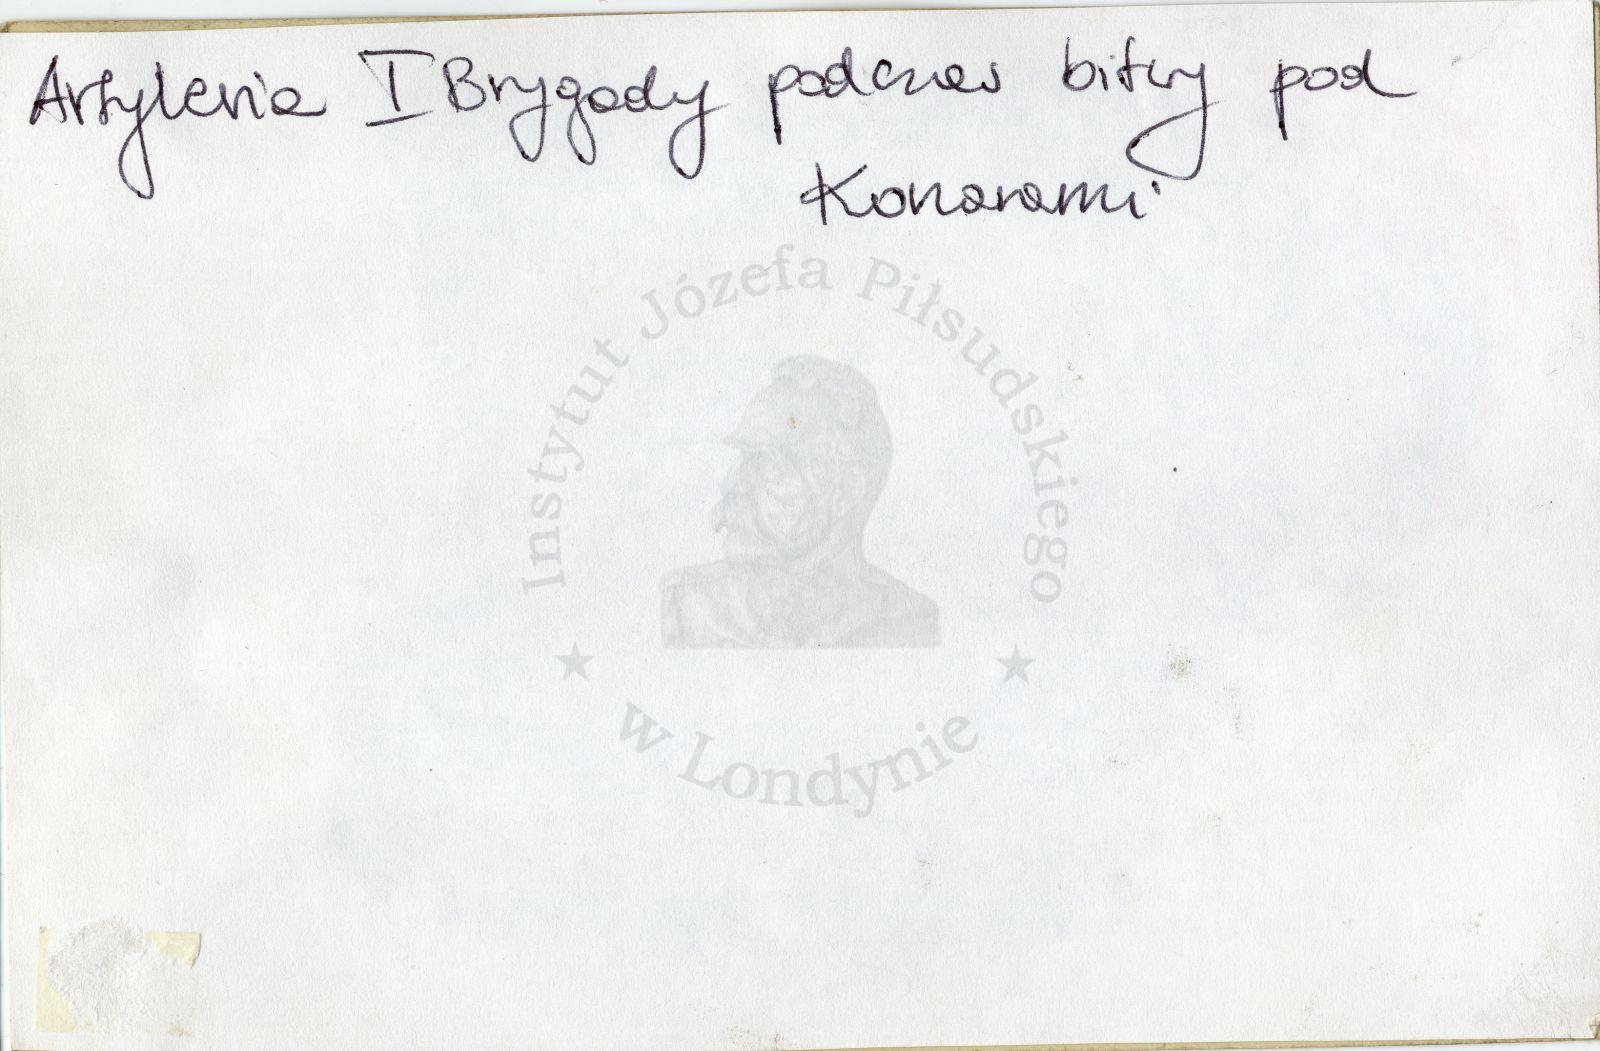 Artyleria I Brygady podczas bitwy pod
Konarami
Instytut Józefa Piłsudskiego
w Londynie